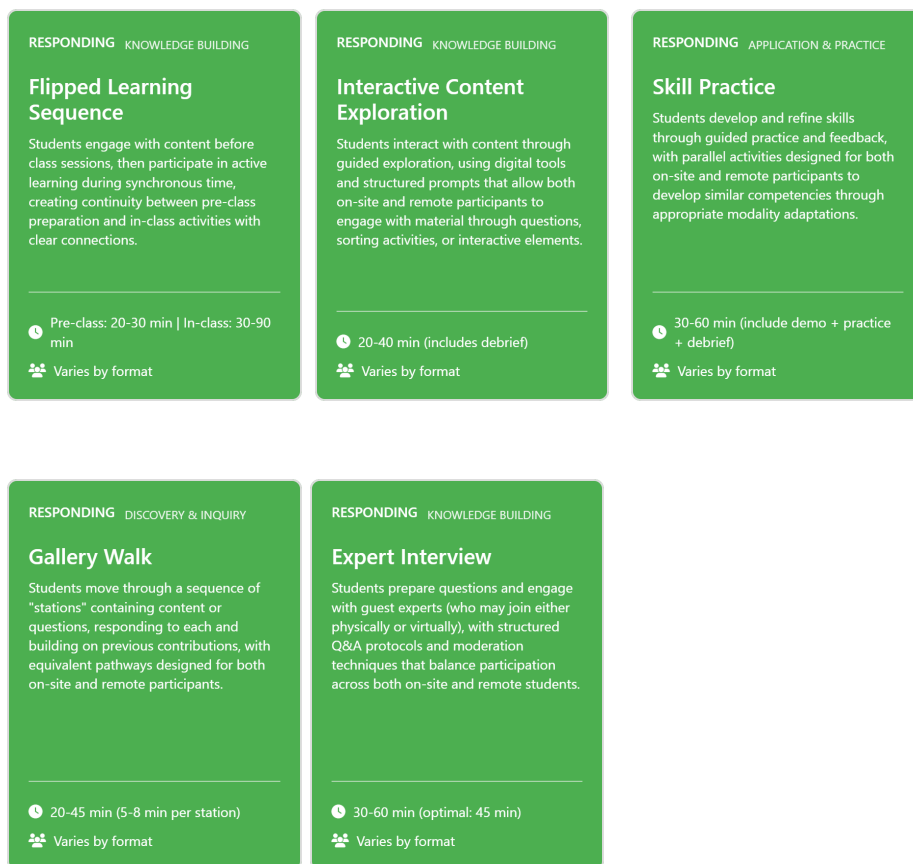 RESPONDING KNOWLEDGE BUILDING
Flipped Learning
Sequence
Students engage with content before
class sessions, then participate in active
learning during synchronous time,
creating continuity between pre-class
preparation and in-class activities with
clear connections.
Pre-class: 20-30 min | In-class: 30-90
min
Varies by format
RESPONDING KNOWLEDGE BUILDING
Interactive Content
Exploration
Students interact with content through
guided exploration, using digital tools
and structured prompts that allow both
on-site and remote participants to
engage with material through questions,
sorting activities, or interactive elements.
20-40 min (includes debrief)
Varies by format
RESPONDING APPLICATION & PRACTICE
Skill Practice
Students develop and refine skills
through guided practice and feedback,
with parallel activities designed for both
on-site and remote participants to
develop similar competencies through
appropriate modality adaptations.
30-60 min (include demo + practice
+ debrief)
Varies by format
RESPONDING DISCOVERY & INQUIRY
Gallery Walk
Students move through a sequence of
"stations" containing content or
questions, responding to each and
building on previous contributions, with
equivalent pathways designed for both
on-site and remote participants.
20-45 min (5-8 min per station)
Varies by format
RESPONDING KNOWLEDGE BUILDING
Expert Interview
Students prepare questions and engage
with guest experts (who may join either
physically or virtually), with structured
Q&A protocols and moderation
techniques that balance participation
across both on-site and remote students.
30-60 min (optimal: 45 min)
Varies by format